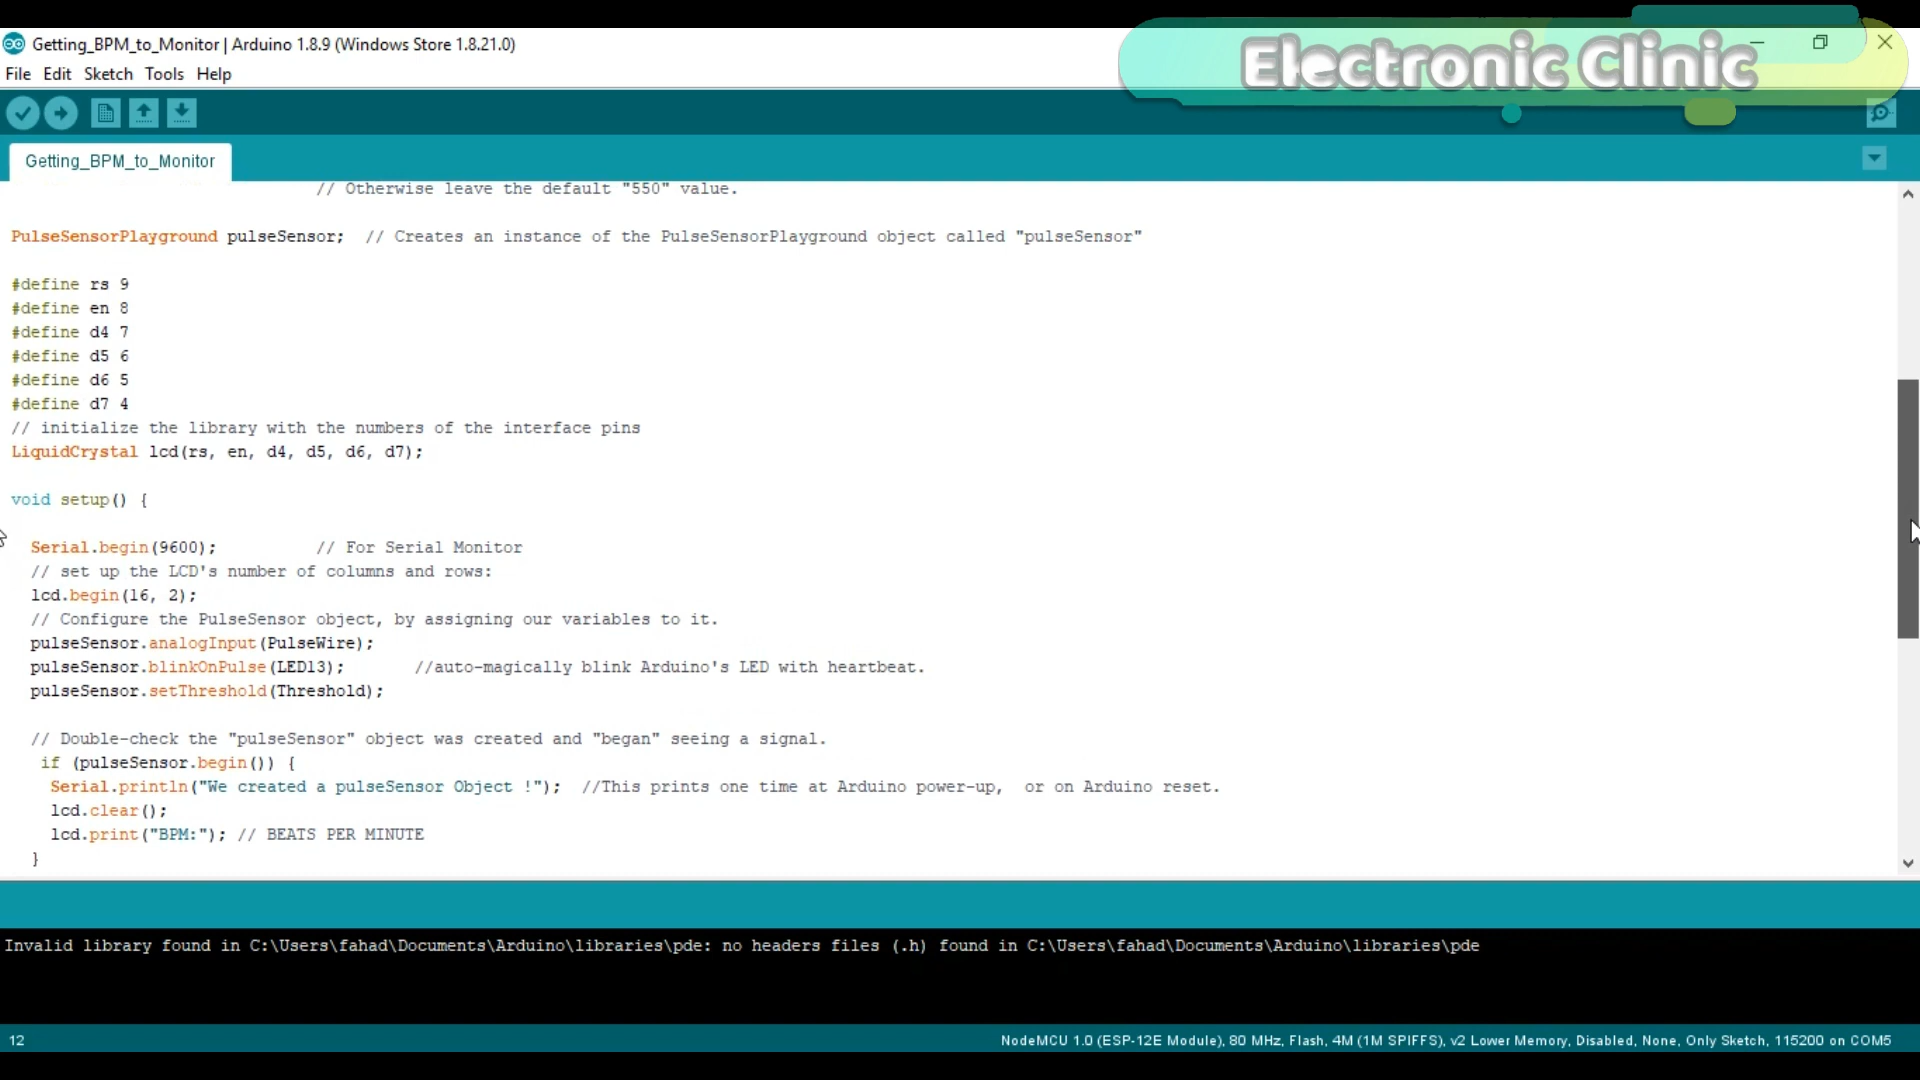 Getting_BPM_to_Monitor | Arduino 1.8.9 (Windows Store 1.8.21.0)
Electronic Clinic
File Edit Sketch Tools Help
Getting_BPM_to_Monitor
// Otherwise leave the default "550" value.
PulseSensorPlayground pulseSensor;  // Creates an instance of the PulseSensorPlayground object called "pulseSensor"
#define rs 9
#define en 8
#define d4 7
#define d5 6
#define d6 5
#define d7 4
// initialize the library with the numbers of the interface pins
LiquidCrystal lcd(rs, en, d4, d5, d6, d7);
void setup() {
Serial.begin(9600);          // For Serial Monitor
// set up the LCD's number of columns and rows:
lcd.begin(16, 2);
// Configure the PulseSensor object, by assigning our variables to it.
pulseSensor.analogInput(PulseWire);
pulseSensor.blinkOnPulse(LED13);       //auto-magically blink Arduino's LED with heartbeat.
pulseSensor.setThreshold(Threshold);
// Double-check the "pulseSensor" object was created and "began" seeing a signal.
if (pulseSensor.begin()) {
Serial.println("We created a pulseSensor Object !");  //This prints one time at Arduino power-up,  or on Arduino reset.
lcd.clear();
lcd.print("BPM:"); // BEATS PER MINUTE
}
Invalid library found in C:\Users\fahad\Documents\Arduino\libraries\pde: no headers files (.h) found in C:\Users\fahad\Documents\Arduino\libraries\pde
12
NodeMCU 1.0 (ESP-12E Module), 80 MHz, Flash, 4M (1M SPIFFS), v2 Lower Memory, Disabled, None, Only Sketch, 115200 on COM5